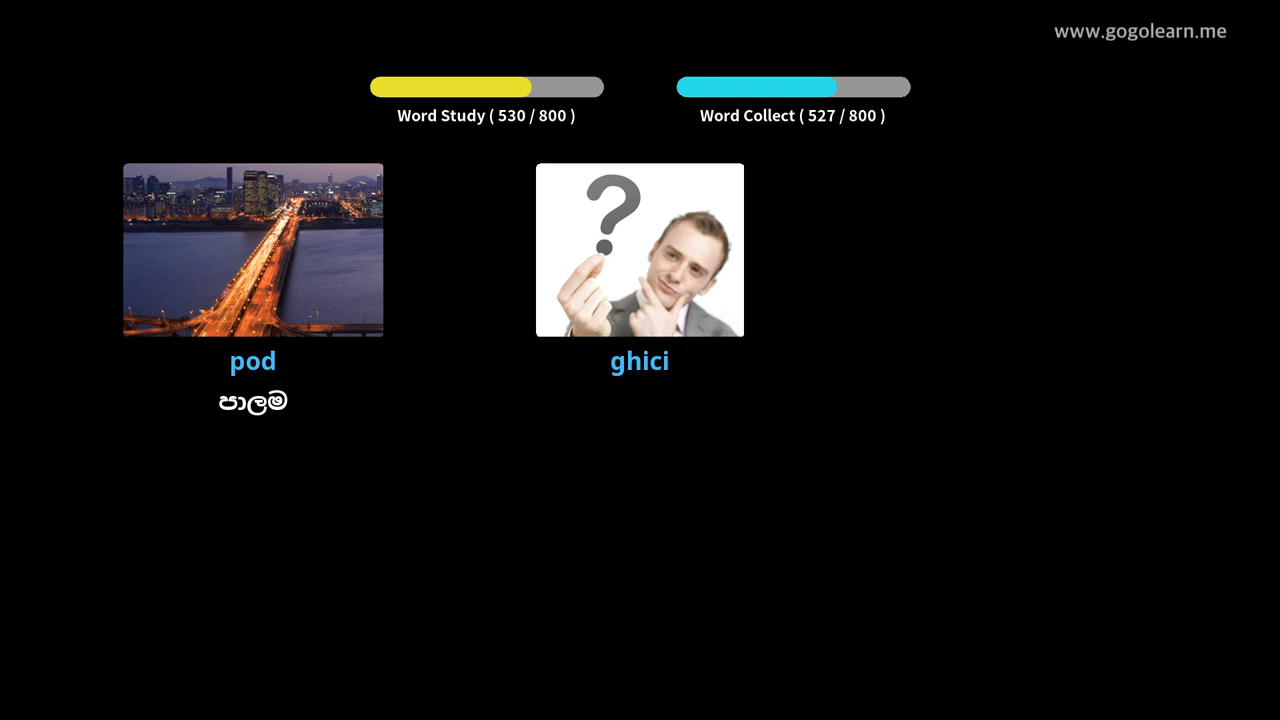 www.gogolearn.me
Word Study ( 530 / 800 )
Word Collect ( 527 / 800 )
pod
ghici
පාලම
?